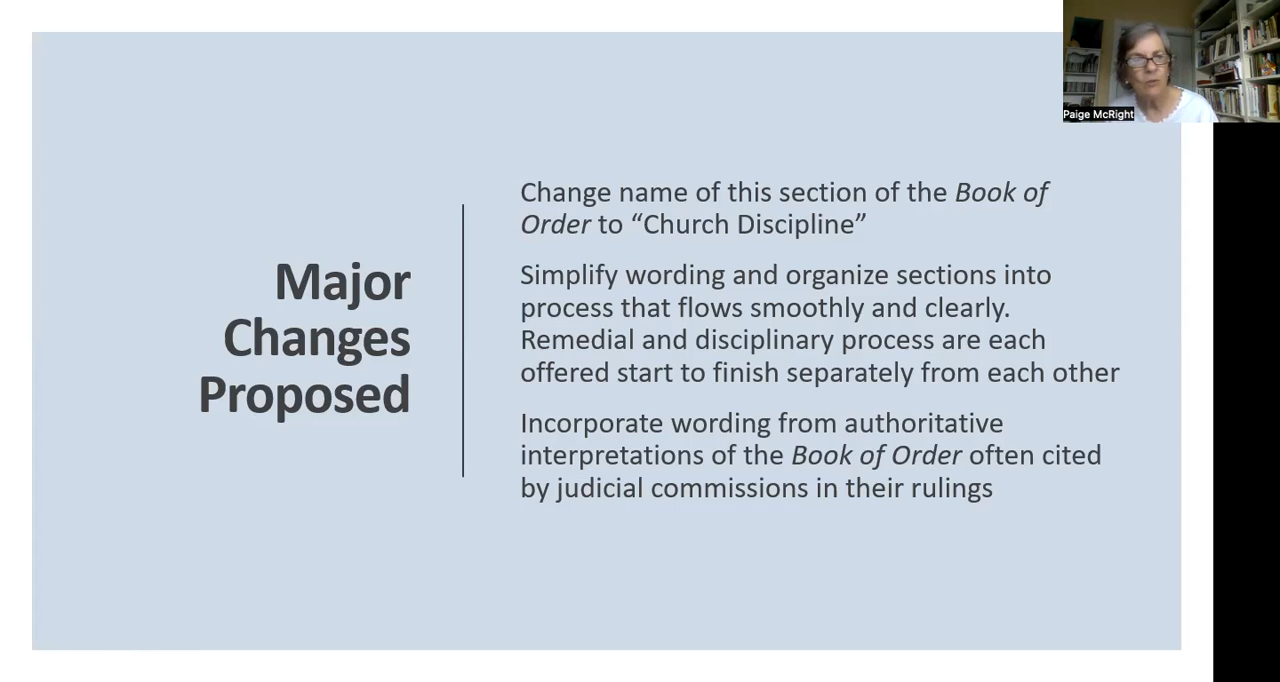 Paige McRight
Major
Changes
Proposed
Change name of this section of the Book of
Order to “Church Discipline”
Simplify wording and organize sections into
process that flows smoothly and clearly.
Remedial and disciplinary process are each
offered start to finish separately from each other
Incorporate wording from authoritative
interpretations of the Book of Order often cited
by judicial commissions in their rulings